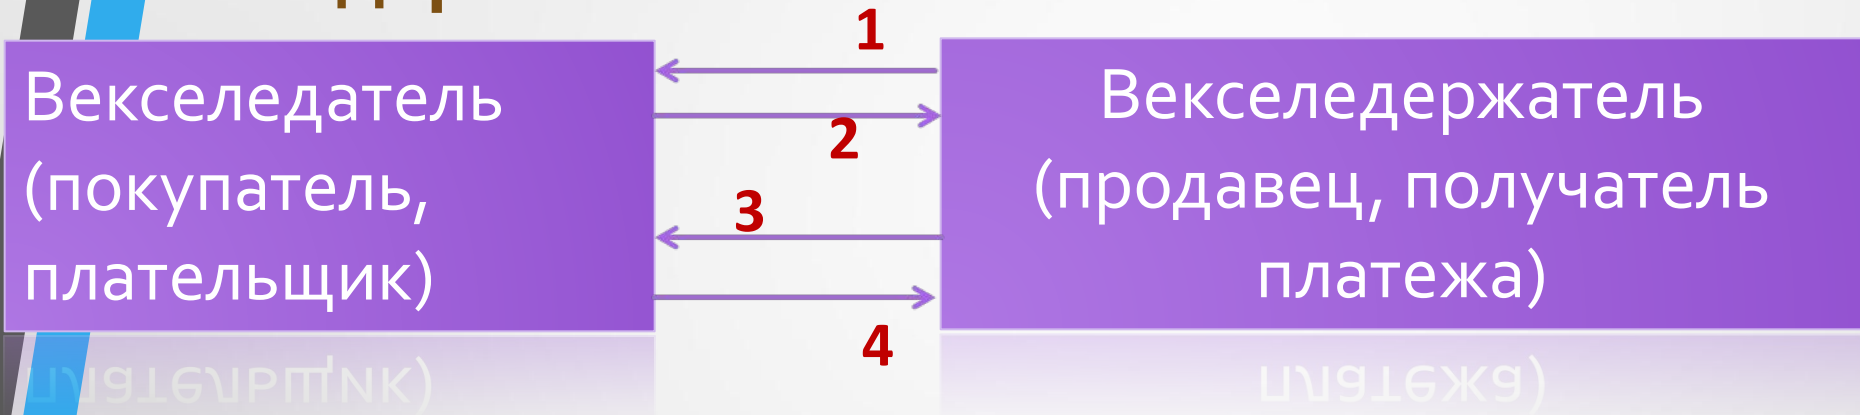 1
Векселедатель
(покупатель,
плательщик)
2
3
4
Векселедержатель
(продавец, получатель
платежа)